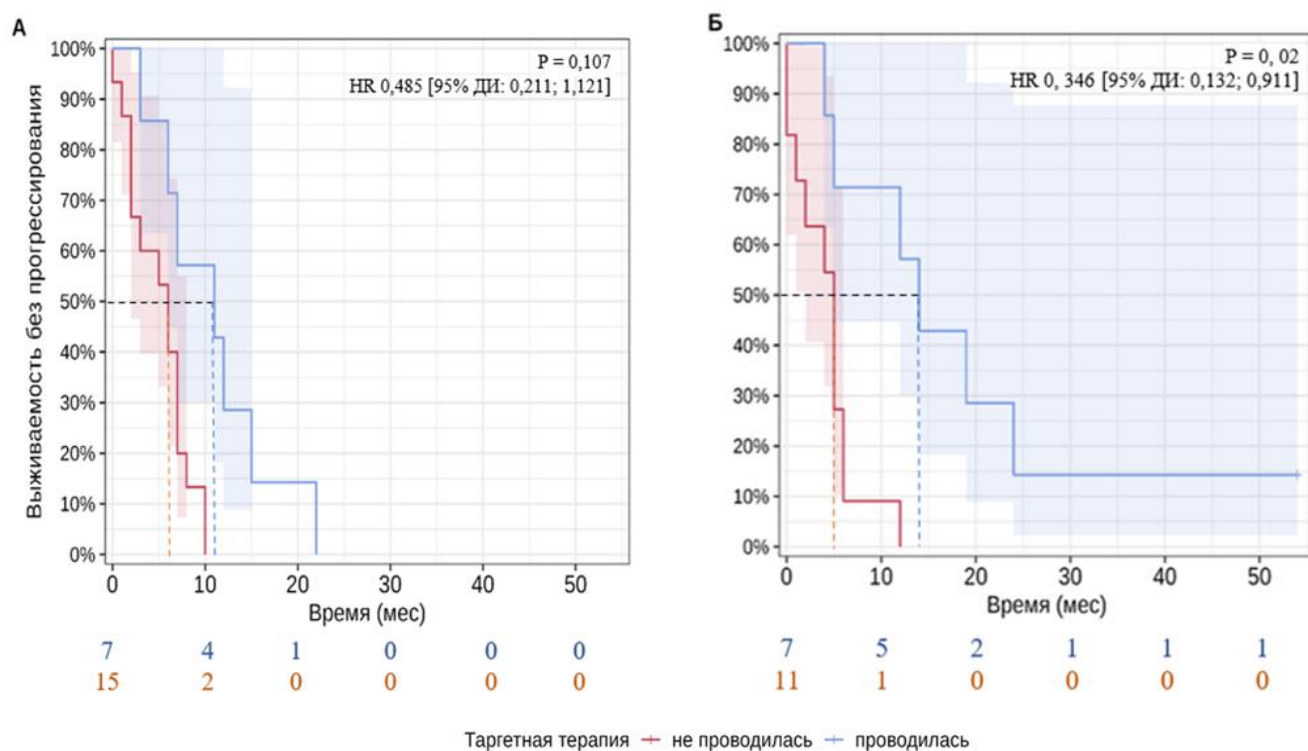 А
Выживаемость без прогрессирования
100%
90%
80%
70%
60%
50%
40%
30%
20%
10%
0%
P = 0,107
HR 0,485 [95% ДИ: 0,211; 1,121]
0 10 20 30 40 50
Время (мес)
7 4 1 0 0 0
15 2 0 0 0 0
Б
100%
90%
80%
70%
60%
50%
40%
30%
20%
10%
0%
P = 0, 02
HR 0, 346 [95% ДИ: 0,132; 0,911]
0 10 20 30 40 50
Время (мес)
7 5 2 1 1 1
11 1 0 0 0 0
Таргетная терапия не проводилась проводилась